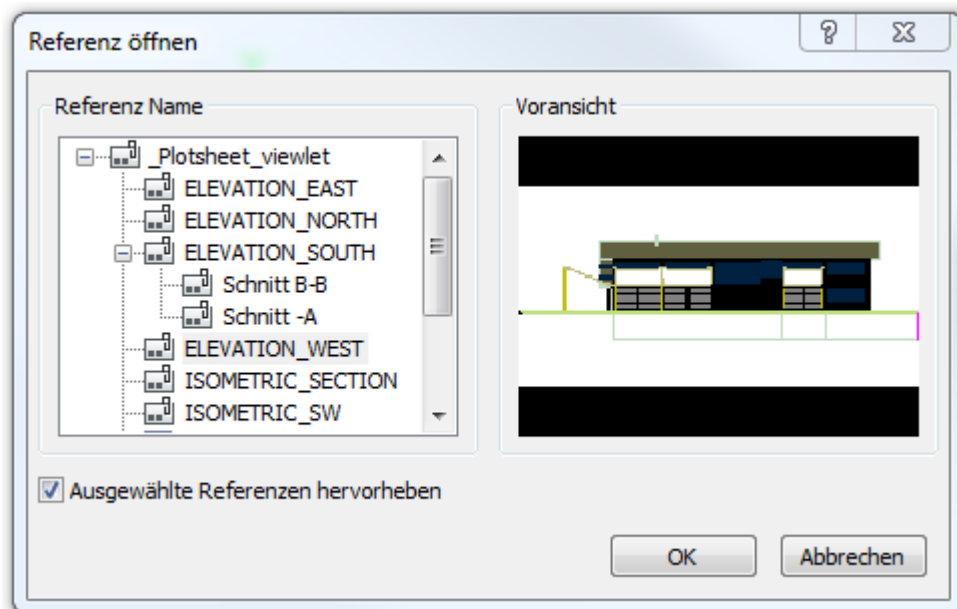 Referenz öffnen
Referenz Name
_Plotsheet_viewlet
ELEVATION_EAST
ELEVATION_NORTH
ELEVATION_SOUTH
Schnitt B-B
Schnitt -A
ELEVATION_WEST
ISOMETRIC_SECTION
ISOMETRIC_SW
Voransicht
Ausgewählte Referenzen hervorheben
OK
Abbrechen